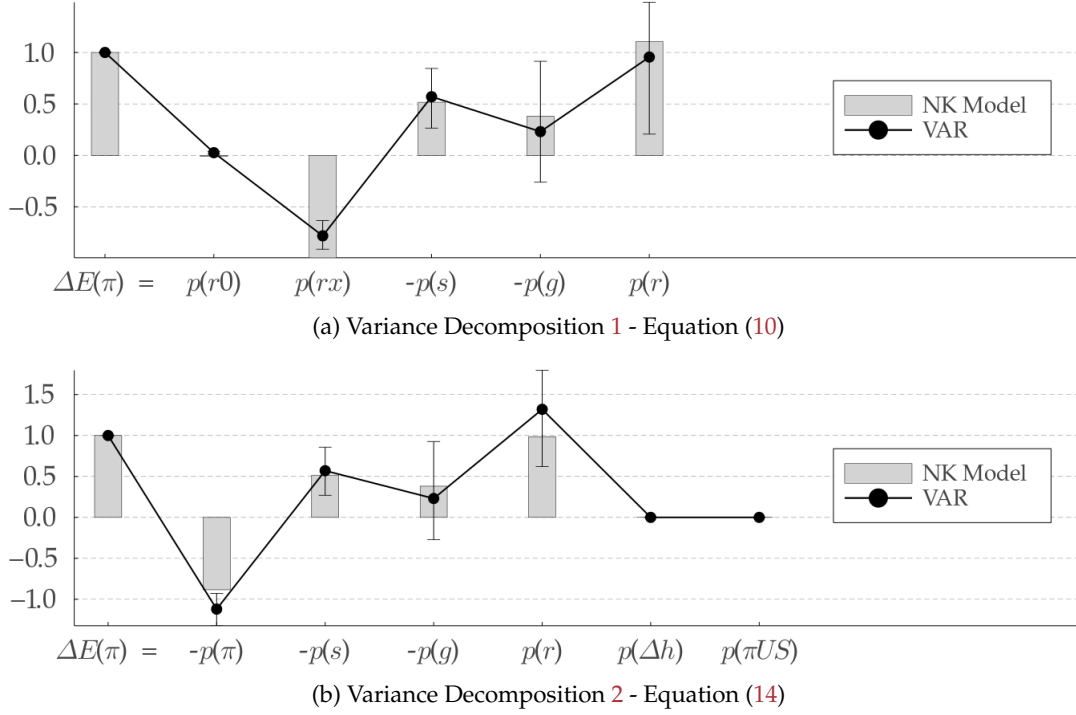 1.0
0.5
0.0
−0.5
NK Model
VAR
ΔE(π) = p(r0) p(rx) -p(s) -p(g) p(r)
(a) Variance Decomposition 1 - Equation (10)
1.5
1.0
0.5
0.0
−0.5
−1.0
NK Model
VAR
ΔE(π) = -p(π) -p(s) -p(g) p(r) p(Δh) p(πUS)
(b) Variance Decomposition 2 - Equation (14)